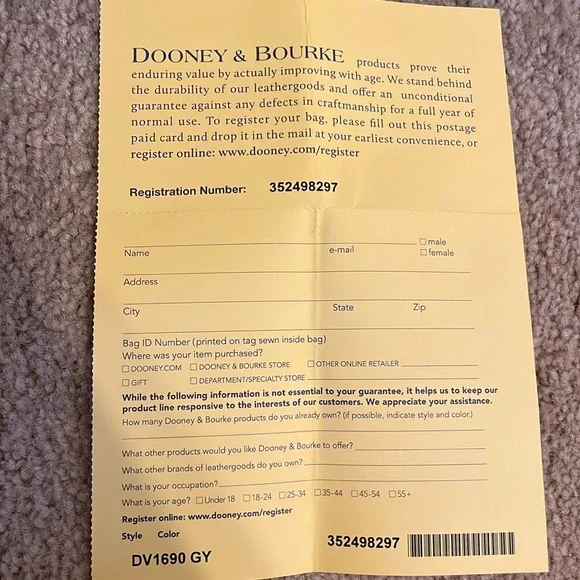 DOONEY & BOURKE products prove their
enduring value by actually improving with age. We stand behind
the durability of our leathergoods and offer an unconditional
guarantee against any defects in craftmanship for a full year of
normal use. To register your bag, please fill out this postage
paid card and drop it in the mail at your earliest convenience, or
register online: www.dooney.com/register
Registration Number: 352498297
☐ male
Name e-mail ☐ female
Address
City State Zip
Bag ID Number (printed on tag sewn inside bag)
Where was your item purchased?
☐ DOONEY.COM ☐ DOONEY & BOURKE STORE ☐ OTHER ONLINE RETAILER
☐ GIFT ☐ DEPARTMENT/SPECIALTY STORE
While the following information is not essential to your guarantee, it helps us to keep our
product line responsive to the interests of our customers. We appreciate your assistance.
How many Dooney & Bourke products do you already own? (if possible, indicate style and color.)
What other products would you like Dooney & Bourke to offer?
What other brands of leathergoods do you own?
What is your occupation?
What is your age? ☐ Under 18 ☐ 18-24 ☐ 25-34 ☐ 35-44 ☐ 45-54 ☐ 55+
Register online: www.dooney.com/register
Style Color
352498297
DV1690 GY